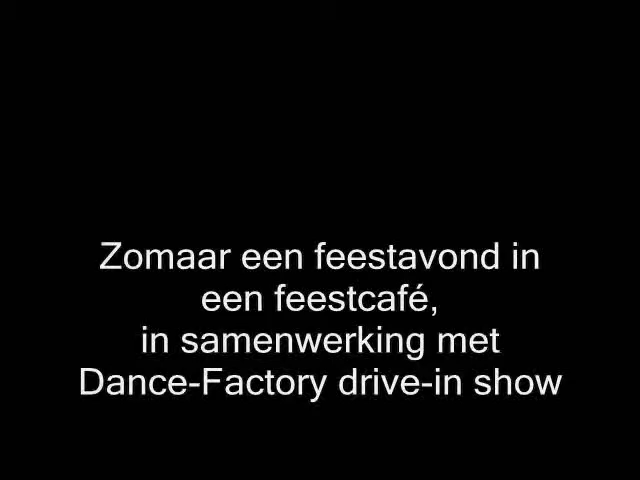 Zomaar een feestavond in
een feestcafé,
in samenwerking met
Dance-Factory drive-in show